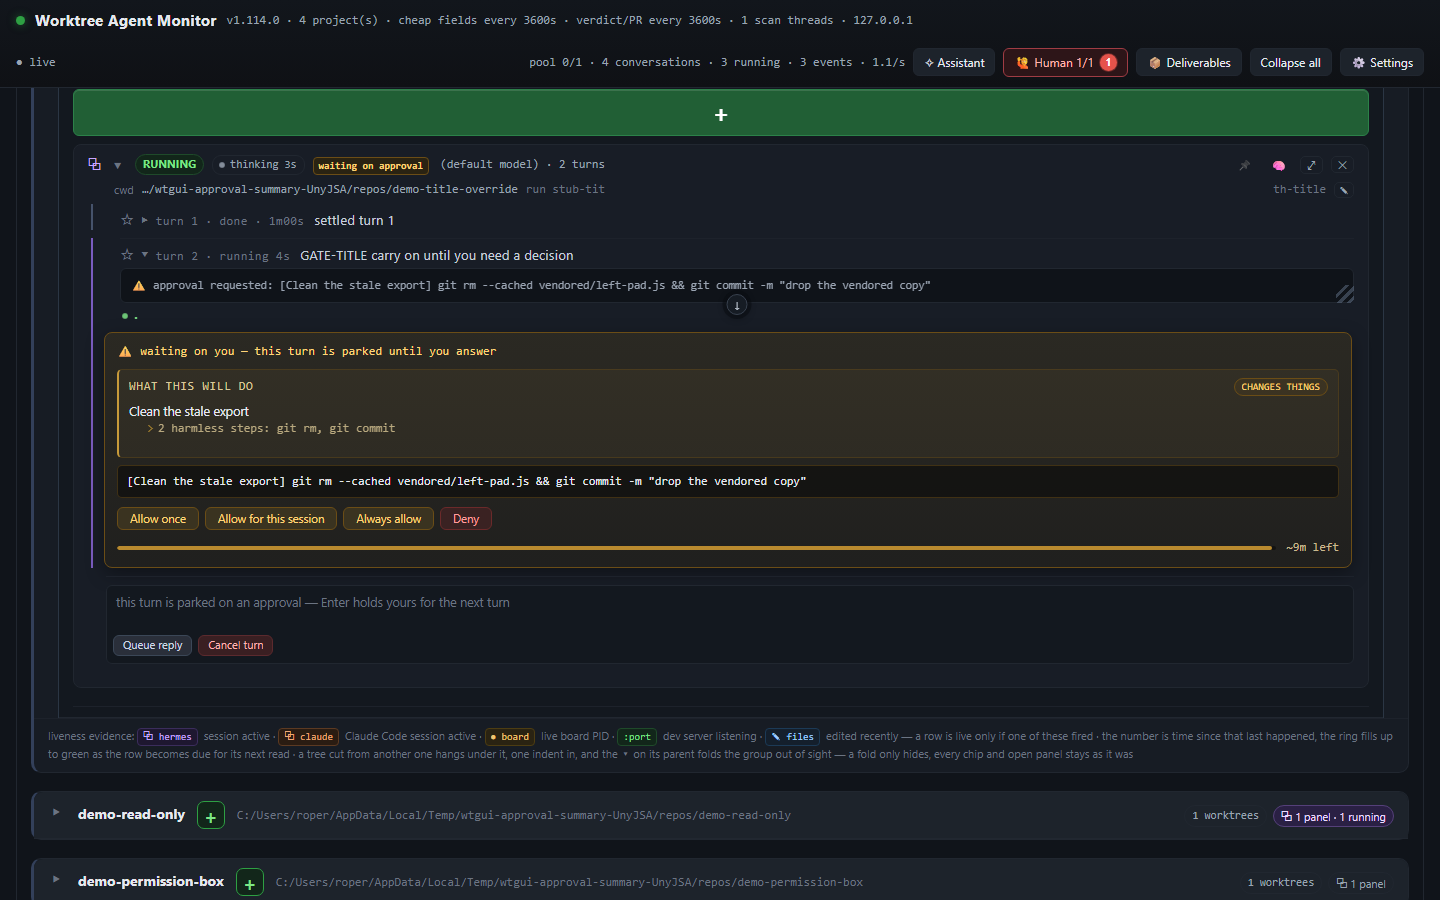 Worktree Agent Monitor v1.114.0 · 4 project(s) · cheap fields every 3600s · verdict/PR every 3600s · 1 scan threads · 127.0.0.1
live pool 0/1 · 4 conversations · 3 running · 3 events · 1.1/s Assistant Human 1/1 1 Deliverables Collapse all Settings
+
RUNNING thinking 3s waiting on approval (default model) · 2 turns
cwd …/wtgui-approval-summary-UnyJSA/repos/demo-title-override run stub-tit th-title
turn 1 · done · 1m00s settled turn 1
turn 2 · running 4s GATE-TITLE carry on until you need a decision
approval requested: [Clean the stale export] git rm --cached vendored/left-pad.js && git commit -m "drop the vendored copy"
.
waiting on you — this turn is parked until you answer
WHAT THIS WILL DO CHANGES THINGS
Clean the stale export
2 harmless steps: git rm, git commit
[Clean the stale export] git rm --cached vendored/left-pad.js && git commit -m "drop the vendored copy"
Allow once Allow for this session Always allow Deny
~9m left
this turn is parked on an approval — Enter holds yours for the next turn
Queue reply Cancel turn
liveness evidence: hermes session active · claude Claude Code session active · board live board PID · :port dev server listening · files edited recently — a row is live only if one of these fired · the number is time since that last happened, the ring fills up
to green as the row becomes due for its next read · a tree cut from another one hangs under it, one indent in, and the ▾ on its parent folds the group out of sight — a fold only hides, every chip and open panel stays as it was
demo-read-only + C:/Users/roper/AppData/Local/Temp/wtgui-approval-summary-UnyJSA/repos/demo-read-only 1 worktrees 1 panel · 1 running
demo-permission-box + C:/Users/roper/AppData/Local/Temp/wtgui-approval-summary-UnyJSA/repos/demo-permission-box 1 worktrees 1 panel